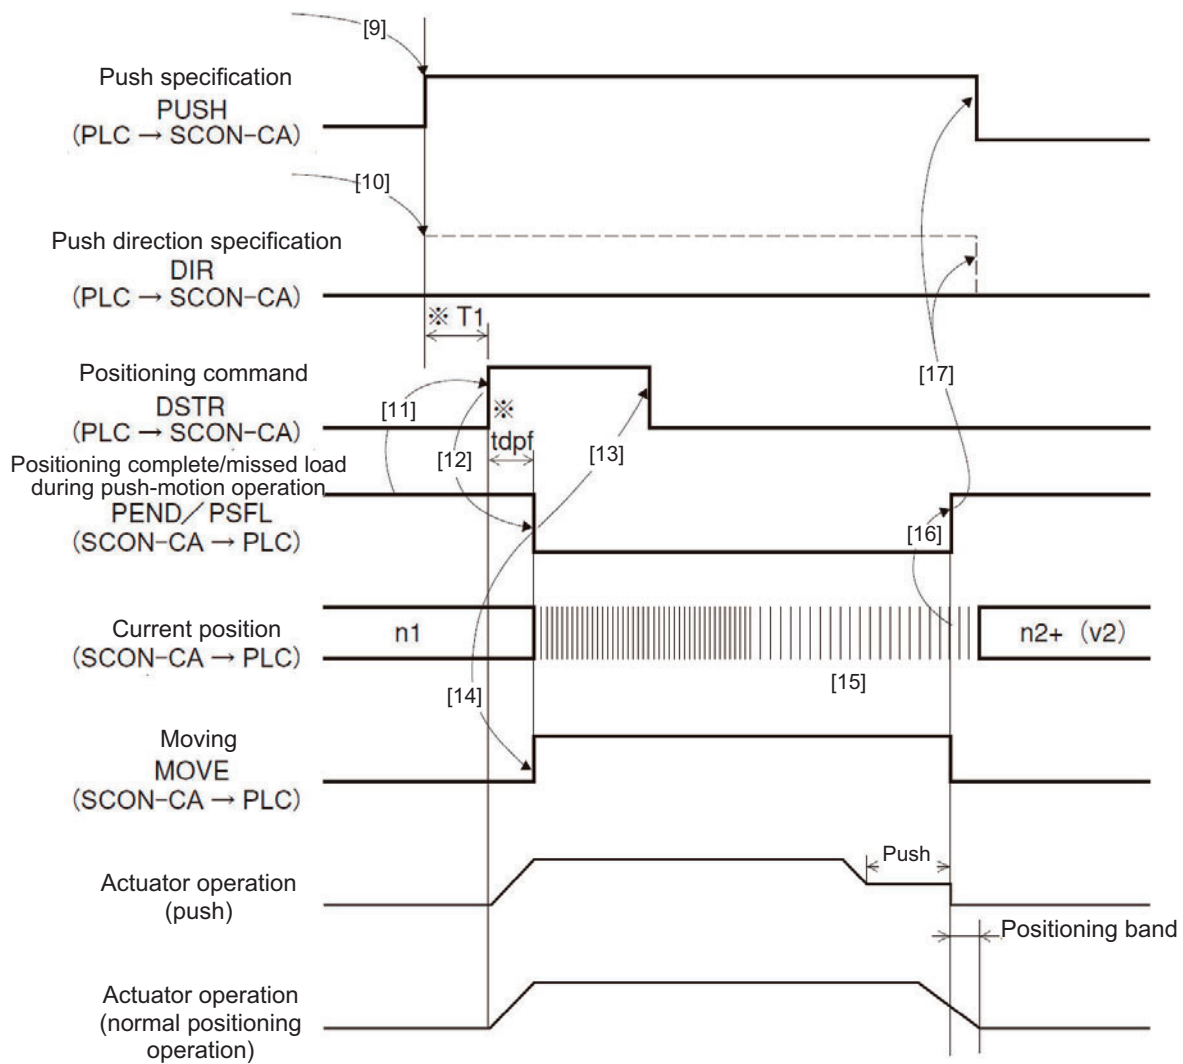 [9]
Push specification
PUSH
(PLC → SCON-CA)
[10]
Push direction specification
DIR
(PLC → SCON-CA)
※ T1
Positioning command
DSTR
(PLC → SCON-CA)
[11]
※
tdpf
[12]
[13]
[17]
Positioning complete/missed load
during push-motion operation
PEND／PSFL
(SCON-CA → PLC)
[16]
Current position
(SCON-CA → PLC)
n1
n2+ (v2)
[15]
[14]
Moving
MOVE
(SCON-CA → PLC)
Push
Actuator operation
(push)
Positioning band
Actuator operation
(normal positioning
operation)